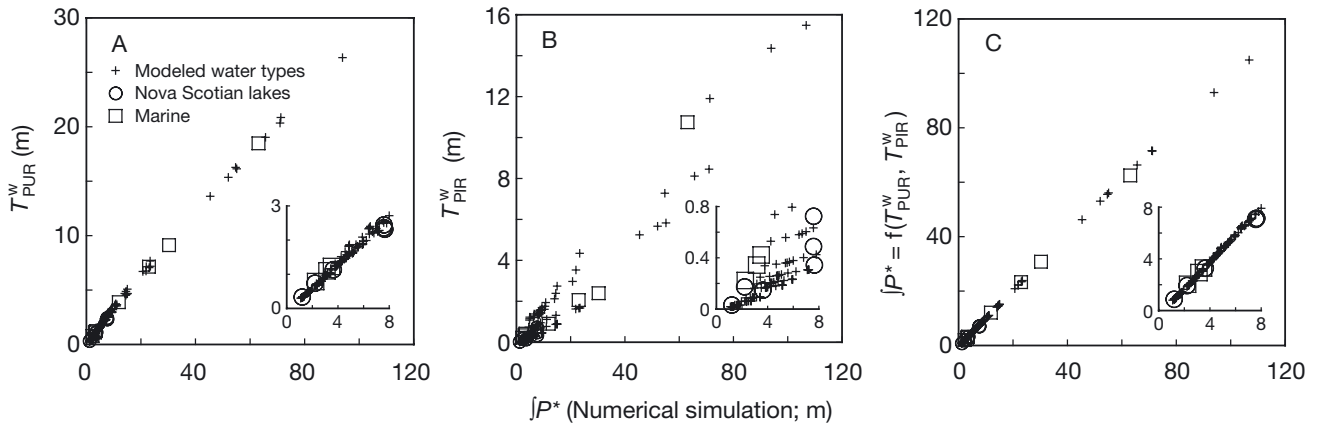 A
Modeled water types
Nova Scotian lakes
Marine
T^w_PUR (m)
30
20
10
0
0 40 80 120
3
0
0 4 8
B
T^w_PIR (m)
16
12
8
4
0
0 40 80 120
0.8
0.4
0
0 4 8
∫P* (Numerical simulation; m)
C
∫P* = f(T^w_PUR, T^w_PIR)
120
80
40
0
0 40 80 120
8
4
0
0 4 8